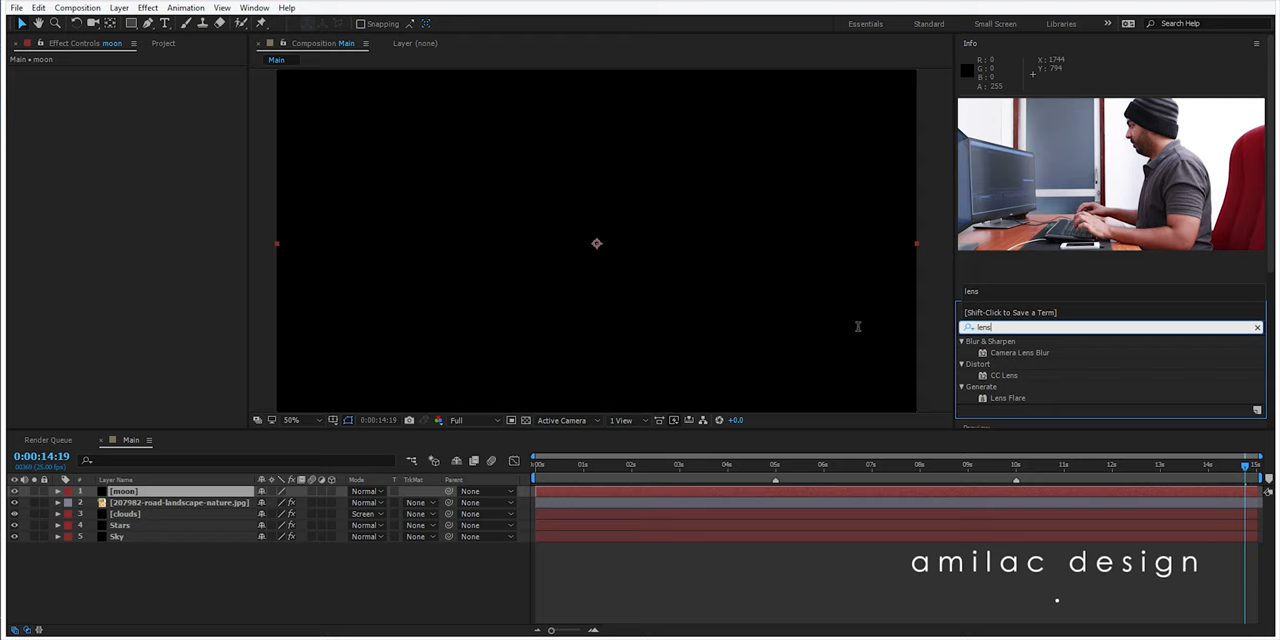 File Edit Composition Layer Effect Animation View Window Help
Snapping Essentials Standard Small Screen Libraries » Search Help
Effect Controls moon Project Composition Main Layer (none) Info
Main • moon Main
R: 0 X: 1744
G: 0 Y: 794
B: 0
A: 255
lens
[Shift-Click to Save a Term]
lens
Blur & Sharpen
Camera Lens Blur
Distort
CC Lens
Generate
Lens Flare
50% 0:00:14:19 Full Active Camera 1 View +0.0
Preview
Render Queue Main
0:00:14:19
00369 (25.00 fps)
:00s 01s 02s 03s 04s 05s 06s 07s 08s 09s 10s 11s 12s 13s 14s 15s
# Layer Name Mode T TrkMat Parent
1 [moon] Normal None
2 [207982-road-landscape-nature.jpg] Normal None None
3 [clouds] Screen None None
4 Stars Normal None None
5 Sky Normal None None
amilac design